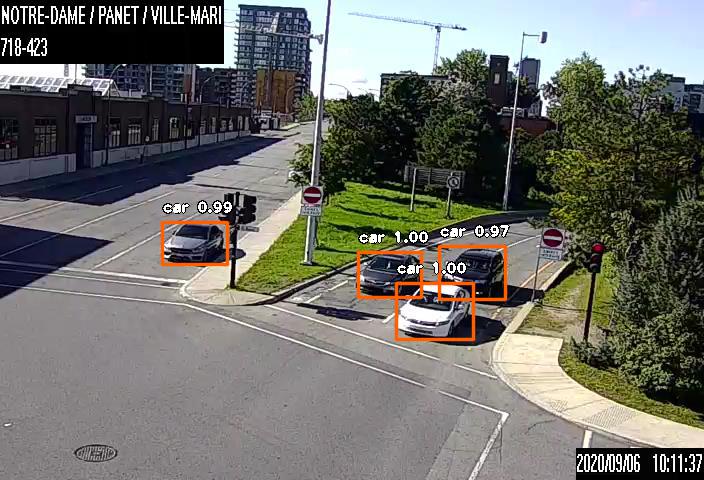 NOTRE-DAME / PANET / VILLE-MARI
718-423
car 0.99
car 1.00
car 0.97
car 1.00
2020/09/06 10:11:37